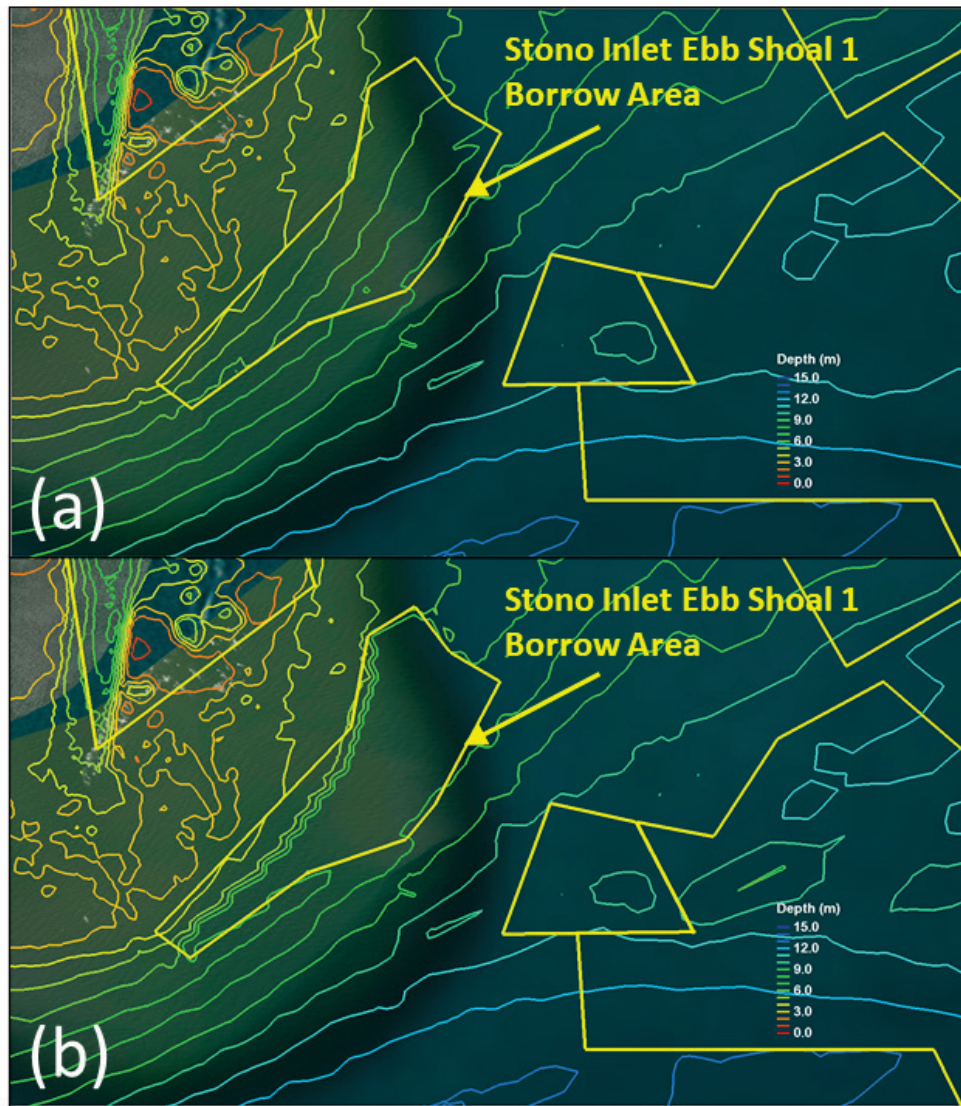 Stono Inlet Ebb Shoal 1
Borrow Area
Depth (m)
15.0
12.0
9.0
6.0
3.0
0.0
(a)
Stono Inlet Ebb Shoal 1
Borrow Area
Depth (m)
15.0
12.0
9.0
6.0
3.0
0.0
(b)